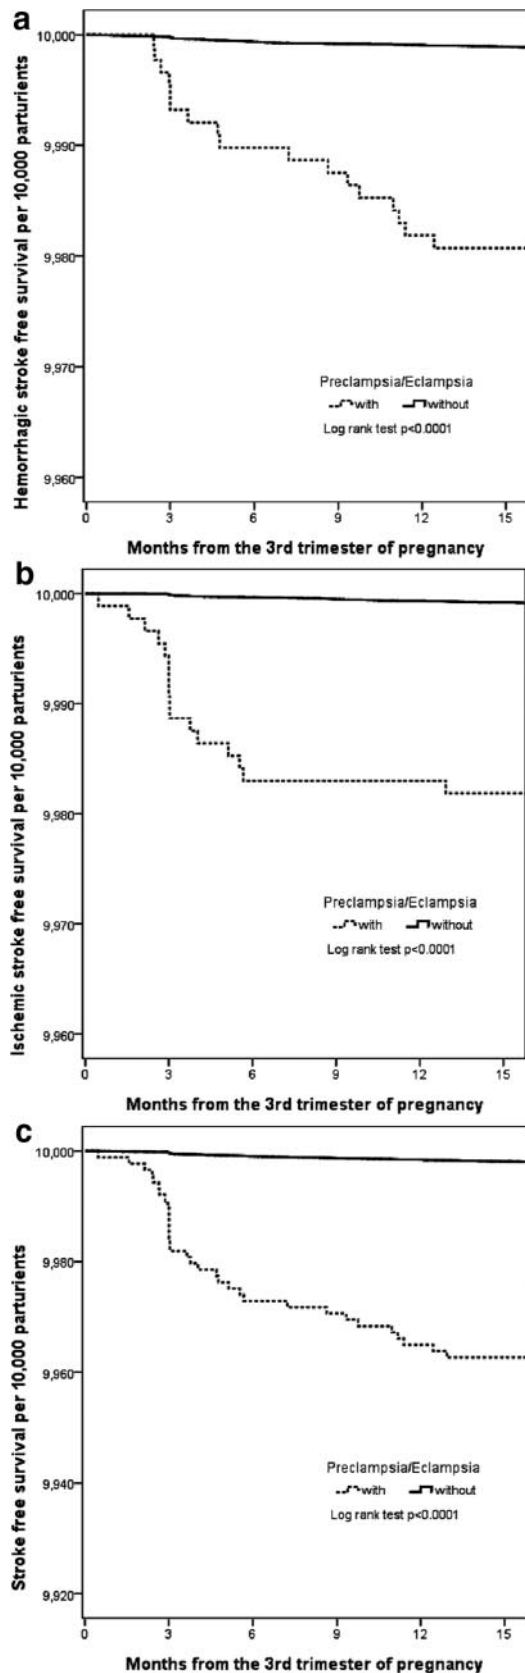 a
Hemorrhagic stroke free survival per 10,000 parturients
10,000
9,990
9,980
9,970
9,960
Preclampsia/Eclampsia
with without
Log rank test p<0.0001
0 3 6 9 12 15
Months from the 3rd trimester of pregnancy
b
Ischemic stroke free survival per 10,000 parturients
10,000
9,990
9,980
9,970
9,960
Preclampsia/Eclampsia
with without
Log rank test p<0.0001
0 3 6 9 12 15
Months from the 3rd trimester of pregnancy
c
Stroke free survival per 10,000 parturients
10,000
9,980
9,960
9,940
9,920
Preclampsia/Eclampsia
with without
Log rank test p<0.0001
0 3 6 9 12 15
Months from the 3rd trimester of pregnancy